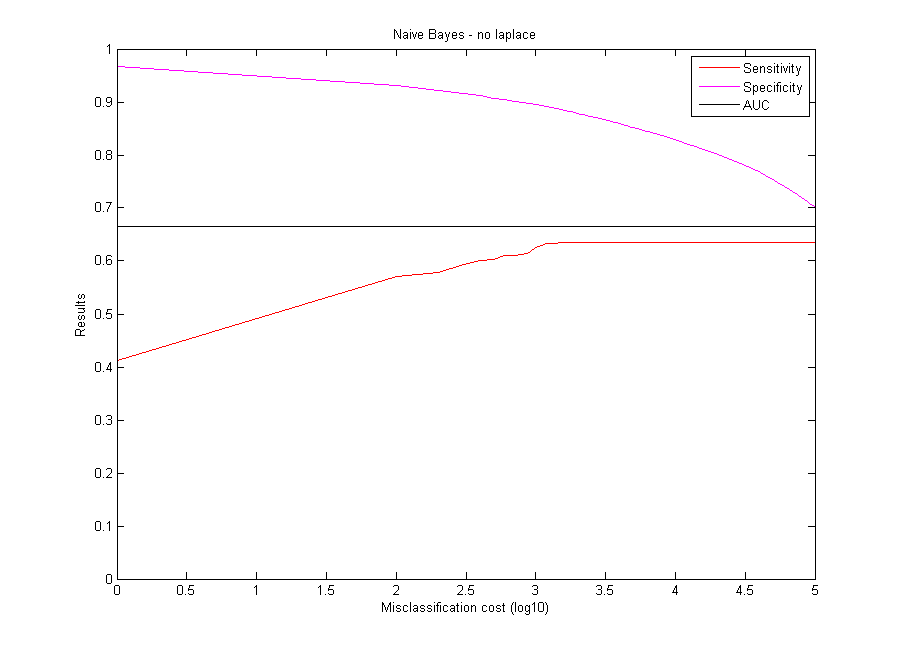 Naive Bayes - no laplace
1
0.9
0.8
0.7
0.6
0.5
0.4
0.3
0.2
0.1
0
Results
Sensitivity
Specificity
AUC
0 0.5 1 1.5 2 2.5 3 3.5 4 4.5 5
Misclassification cost (log10)